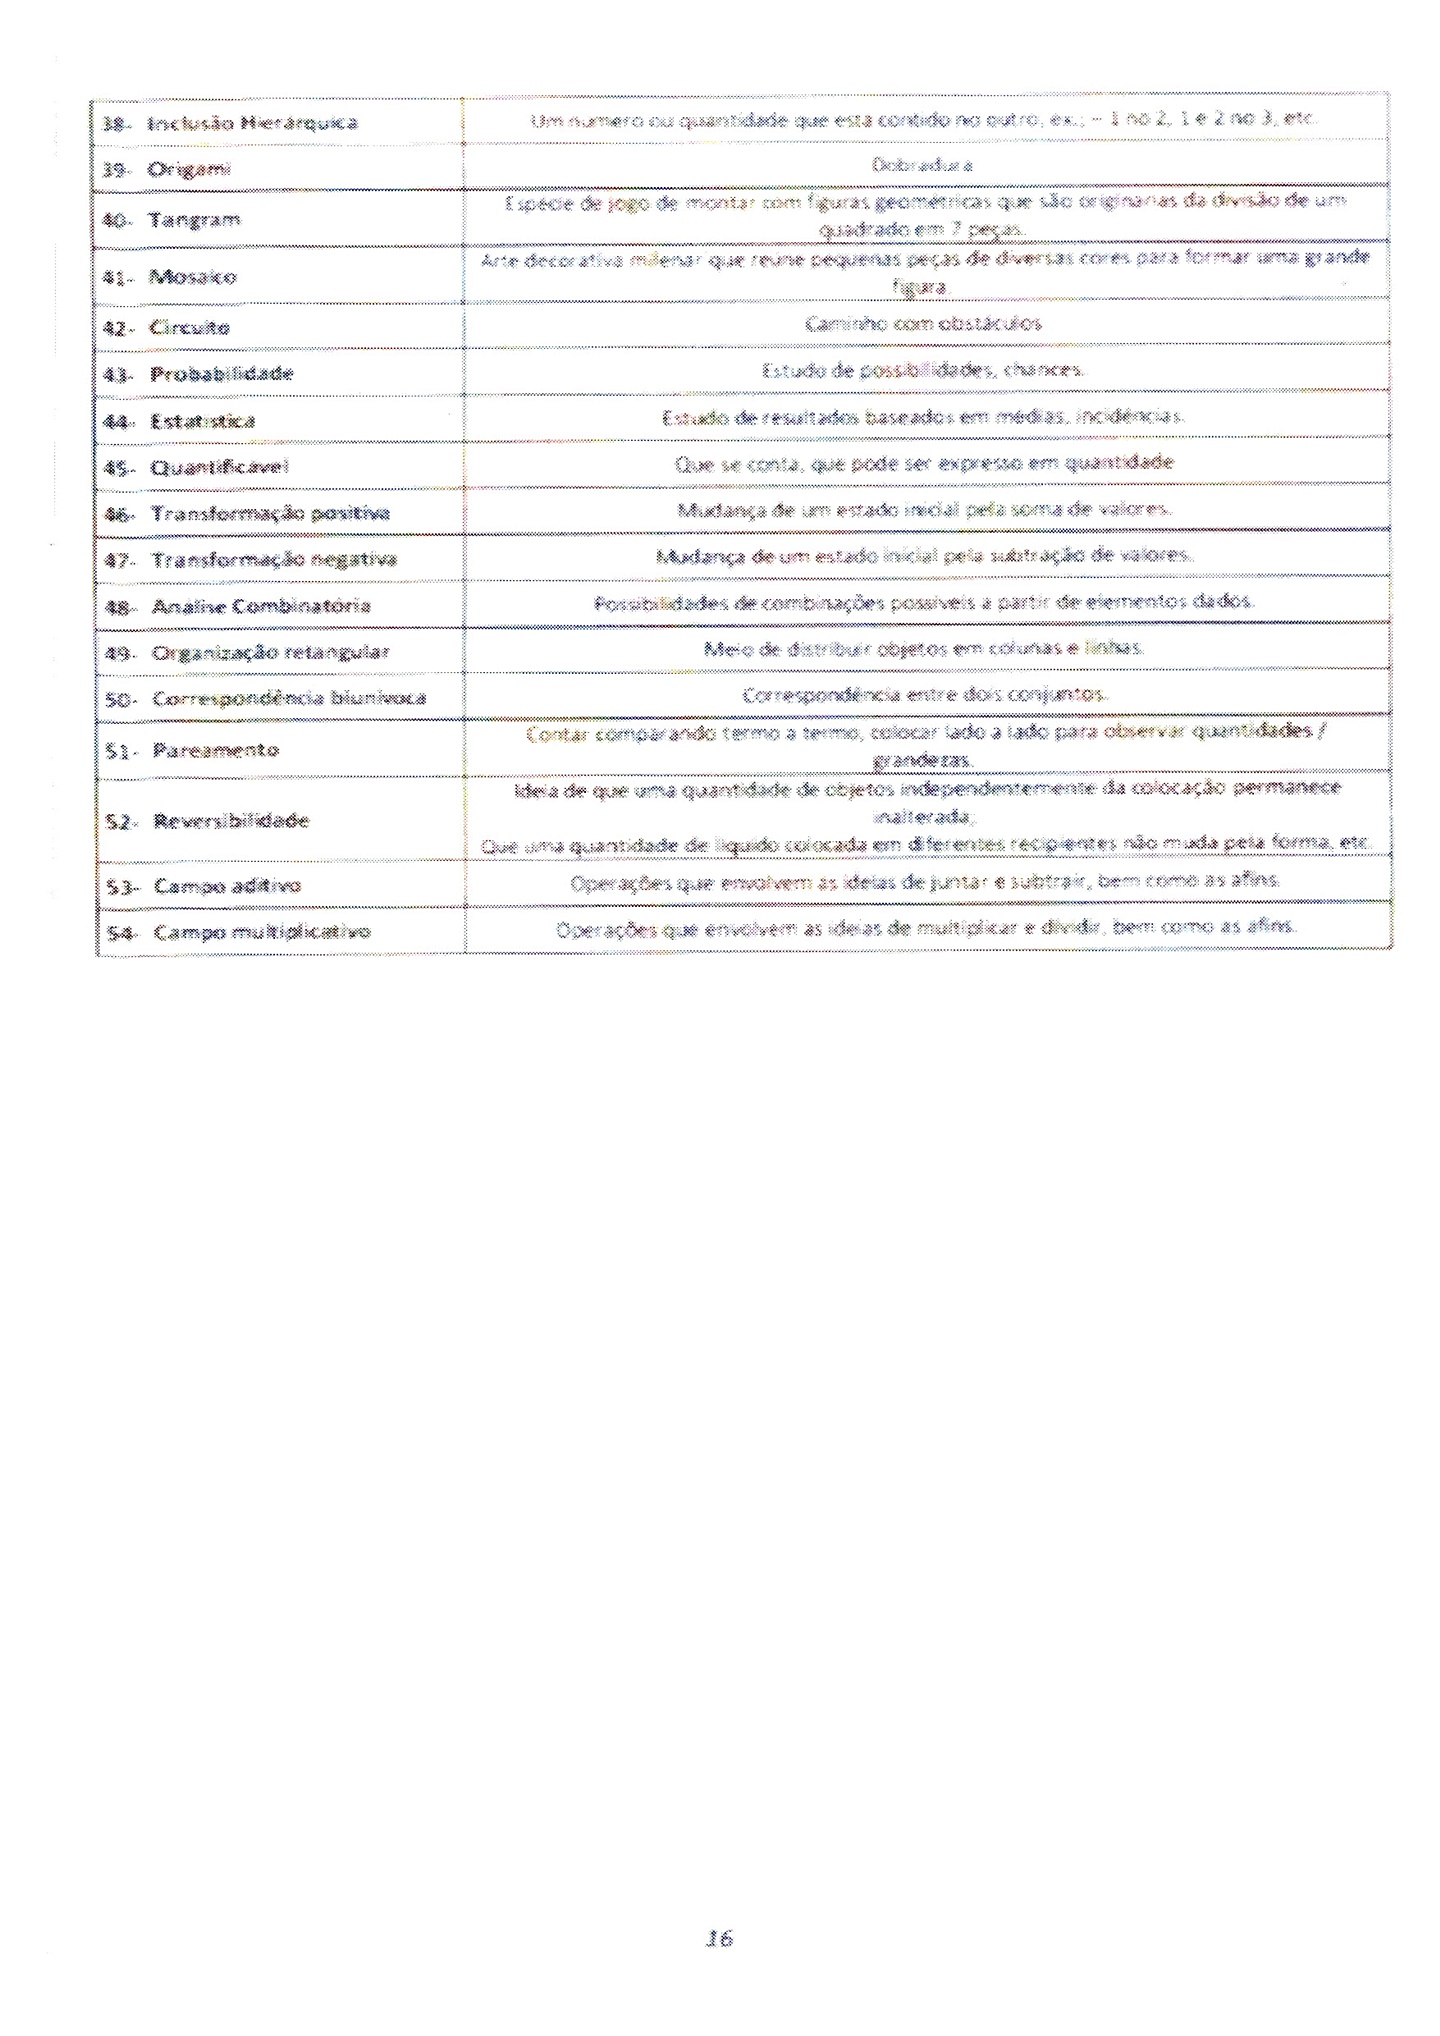 38- Inclusão Hierárquica
Um número ou quantidade que está contido no outro, ex.: – 1 no 2, 1 e 2 no 3, etc.
39- Origami
Dobradura
40- Tangram
Espécie de jogo de montar com figuras geométricas que são originárias da divisão de um
quadrado em 7 peças.
41- Mosaico
Arte decorativa milenar que reúne pequenas peças de diversas cores para formar uma grande
figura.
42- Circuito
Caminho com obstáculos
43- Probabilidade
Estudo de possibilidades, chances.
44- Estatística
Estudo de resultados baseados em médias, incidências.
45- Quantificável
Que se conta, que pode ser expresso em quantidade
46- Transformação positiva
Mudança de um estado inicial pela soma de valores.
47- Transformação negativa
Mudança de um estado inicial pela subtração de valores.
48- Análise Combinatória
Possibilidades de combinações possíveis a partir de elementos dados.
49- Organização retangular
Meio de distribuir objetos em colunas e linhas.
50- Correspondência biunívoca
Correspondência entre dois conjuntos.
51- Pareamento
Contar comparando termo a termo, colocar lado a lado para observar quantidades /
grandezas.
52- Reversibilidade
Ideia de que uma quantidade de objetos independentemente da colocação permanece
inalterada;
Que uma quantidade de líquido colocada em diferentes recipientes não muda pela forma, etc.
53- Campo aditivo
Operações que envolvem as ideias de juntar e subtrair, bem como as afins.
54- Campo multiplicativo
Operações que envolvem as ideias de multiplicar e dividir, bem como as afins.
16